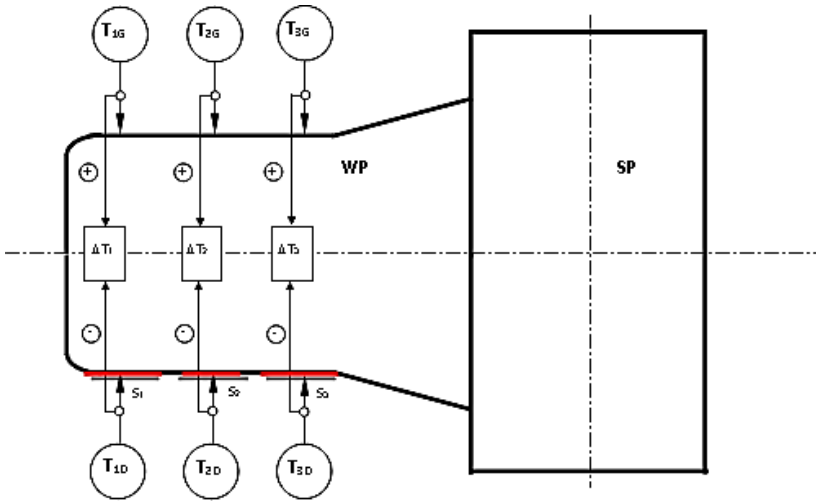 T1G T2G T3G
+ + +
WP SP
ΔT1 ΔT2 ΔT3
- - -
S1 S2 S3
T1D T2D T3D